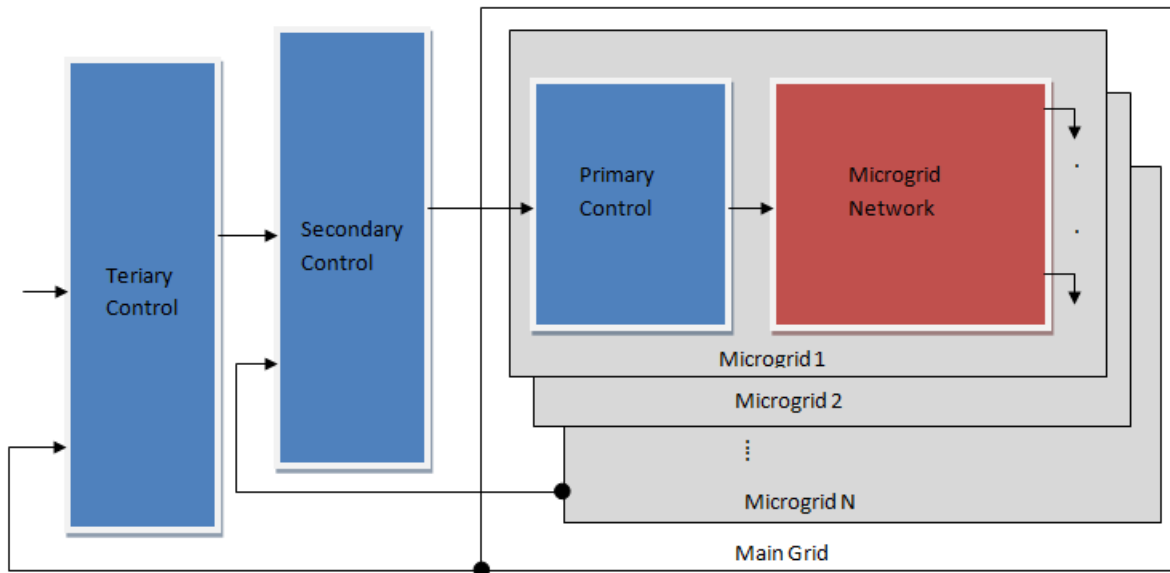 Teriary
Control
Secondary
Control
Primary
Control
Microgrid
Network
Microgrid 1
Microgrid 2
Microgrid N
Main Grid